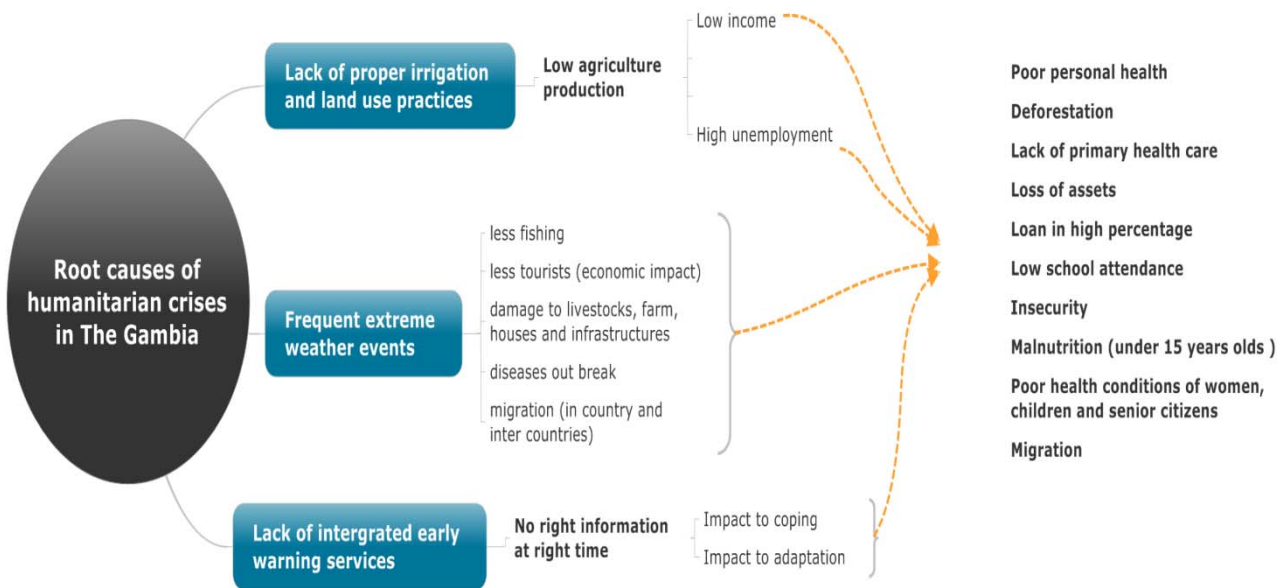 Root causes of
humanitarian crises
in The Gambia
Lack of proper irrigation
and land use practices
Low agriculture
production
Low income
High unemployment
Frequent extreme
weather events
less fishing
less tourists (economic impact)
damage to livestocks, farm,
houses and infrastructures
diseases out break
migration (in country and
inter countries)
Lack of intergrated early
warning services
No right information
at right time
Impact to coping
Impact to adaptation
Poor personal health
Deforestation
Lack of primary health care
Loss of assets
Loan in high percentage
Low school attendance
Insecurity
Malnutrition (under 15 years olds )
Poor health conditions of women,
children and senior citizens
Migration